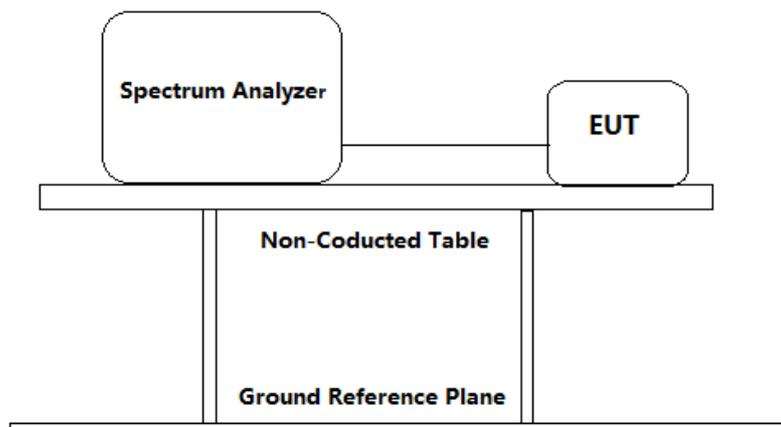 Spectrum Analyzer
EUT
Non-Coducted Table
Ground Reference Plane